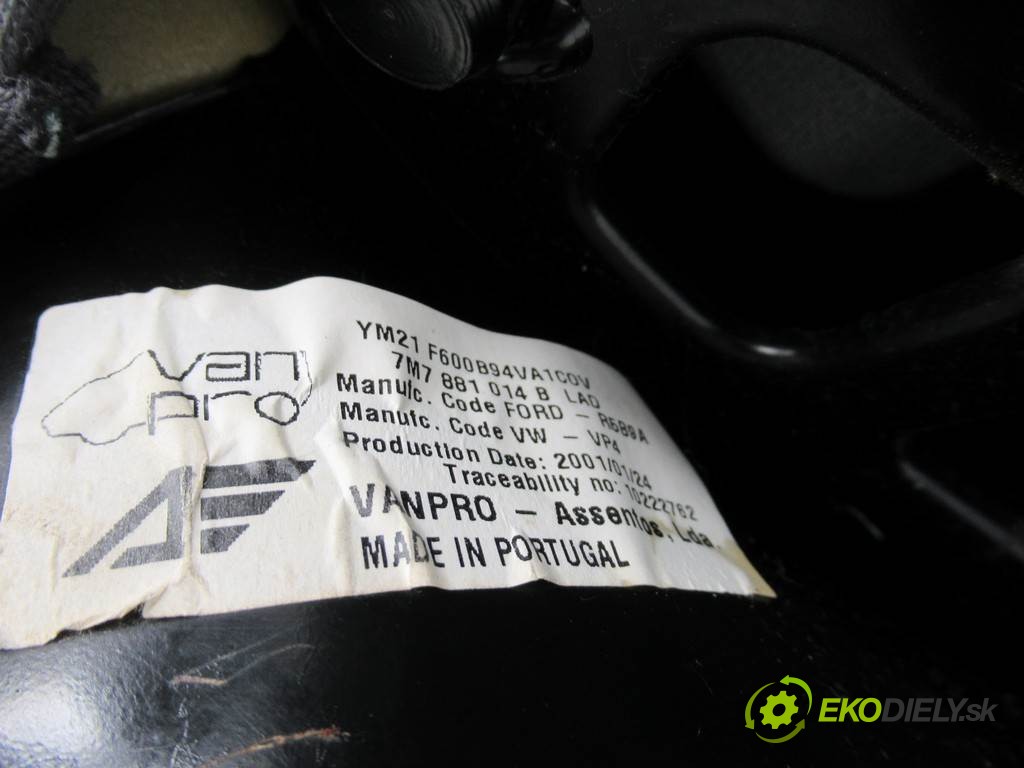 van
pro
YM21 F600B94VA1C0V
7M7 881 014 B LAD
Manufc. Code FORD - R6B9A
Manufc. Code VW - VP4
Production Date: 2001/01/24
Traceability no: 10222762
VANPRO - Assentos, Lda.
MADE IN PORTUGAL
EKODIELY.sk